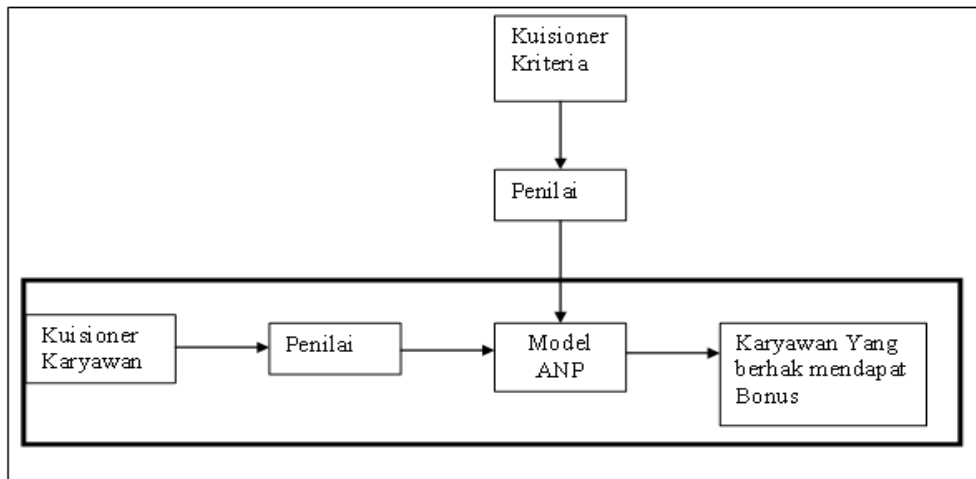 Kuisioner
Kriteria
Penilai
Kuisioner
Karyawan
Penilai
Model
ANP
Karyawan Yang
berhak mendapat
Bonus